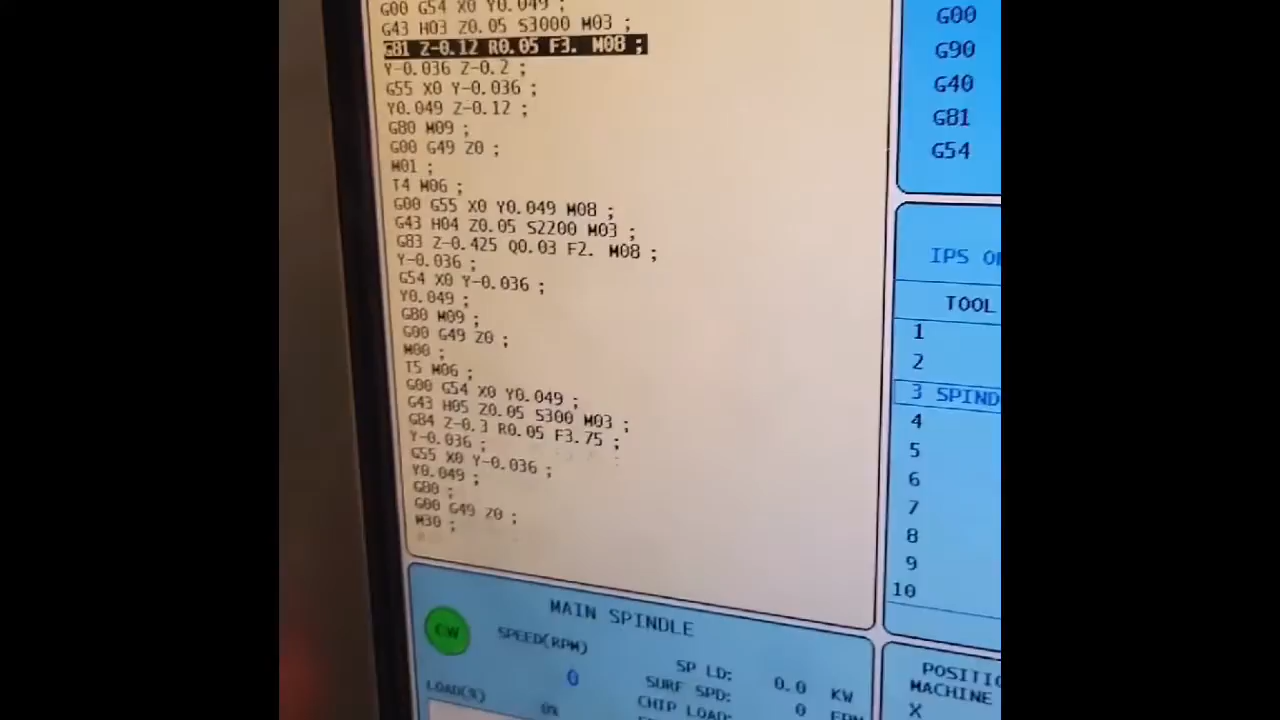 G00 G54 X0 Y0.049 ;
G43 H03 Z0.05 S3000 M03 ;
G81 Z-0.12 R0.05 F3. M08 ;
Y-0.036 Z-0.2 ;
G55 X0 Y-0.036 ;
Y0.049 Z-0.12 ;
G80 M09 ;
G00 G49 Z0 ;
M01 ;
T4 M06 ;
G00 G55 X0 Y0.049 M08 ;
G43 H04 Z0.05 S2200 M03 ;
G83 Z-0.425 Q0.03 F2. M08 ;
Y-0.036 ;
G54 X0 Y-0.036 ;
Y0.049 ;
G80 M09 ;
G00 G49 Z0 ;
M00 ;
T5 M06 ;
G00 G54 X0 Y0.049 ;
G43 H05 Z0.05 S300 M03 ;
G84 Z-0.3 R0.05 F3.75 ;
Y-0.036 ;
G55 X0 Y-0.036 ;
Y0.049 ;
G80 ;
G00 G49 Z0 ;
M30 ;
G00
G90
G40
G81
G54
IPS
TOOL
1
2
3 SPIND
4
5
6
7
8
9
10
MAIN SPINDLE
CW
SPEED(RPM)
0
LOAD(%)
0%
SP LD: 0.0 KW
SURF SPD: 0
CHIP LOAD:
POSITIO
MACHINE
X